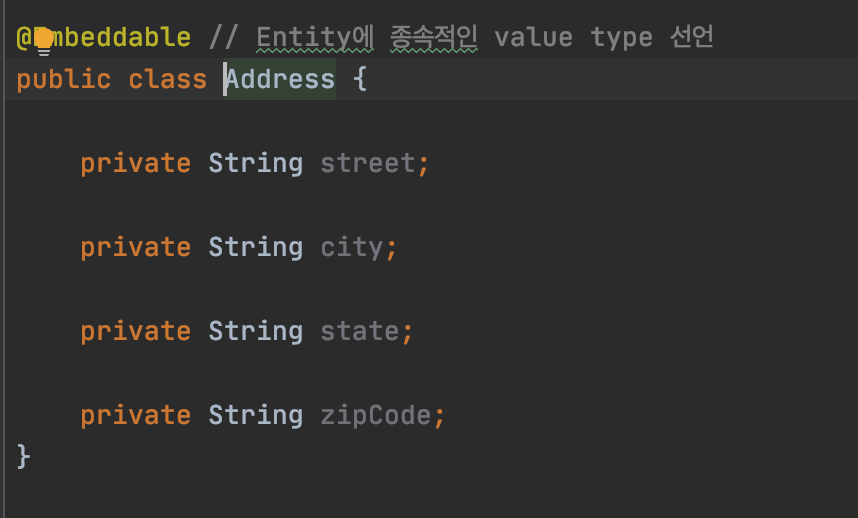 @Embeddable // Entity에 종속적인 value type 선언
public class Address {
private String street;
private String city;
private String state;
private String zipCode;
}